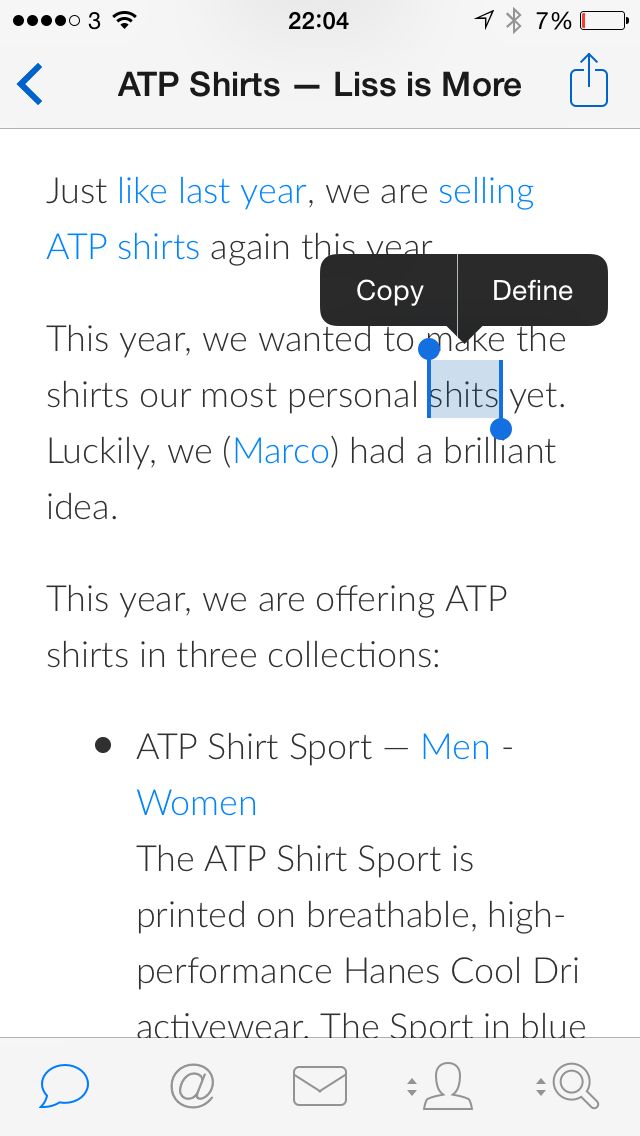 3 22:04 7%
ATP Shirts — Liss is More
Just like last year, we are selling
ATP shirts again this year.
Copy Define
This year, we wanted to make the
shirts our most personal shits yet.
Luckily, we (Marco) had a brilliant
idea.
This year, we are offering ATP
shirts in three collections:
• ATP Shirt Sport — Men -
Women
The ATP Shirt Sport is
printed on breathable, high-
performance Hanes Cool Dri
activewear. The Sport in blue
@